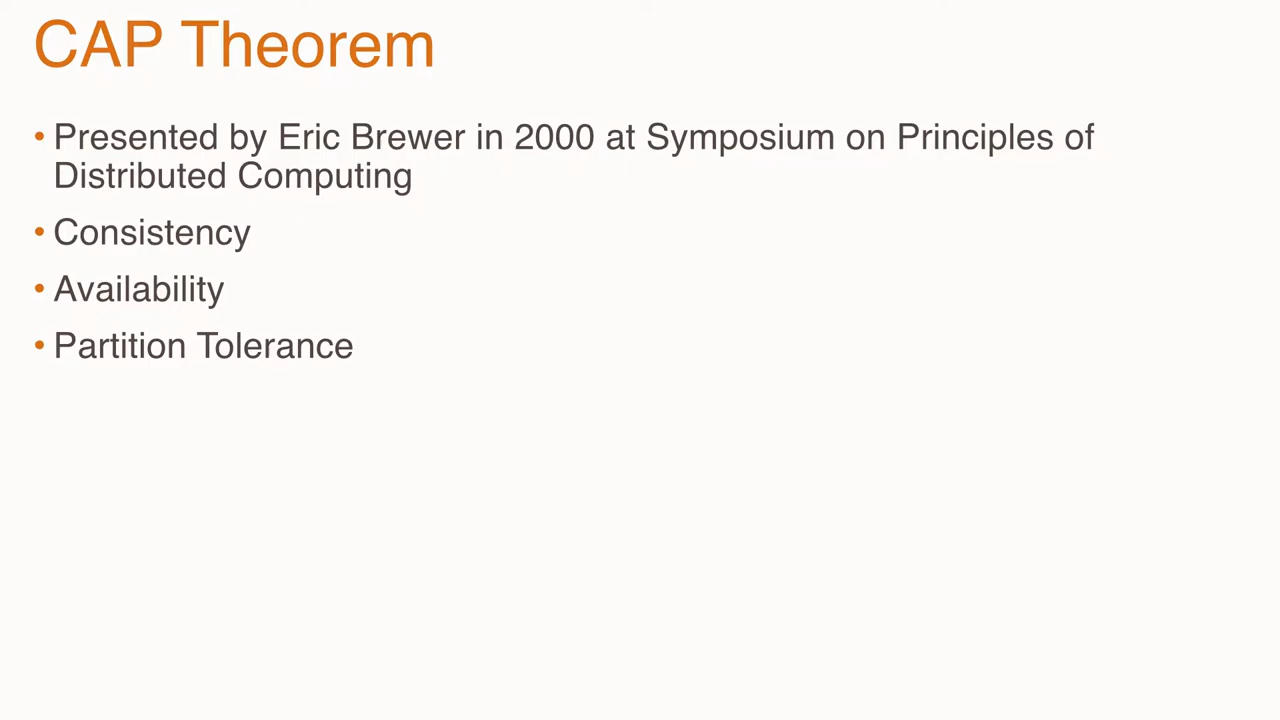 CAP Theorem
• Presented by Eric Brewer in 2000 at Symposium on Principles of
Distributed Computing
• Consistency
• Availability
• Partition Tolerance